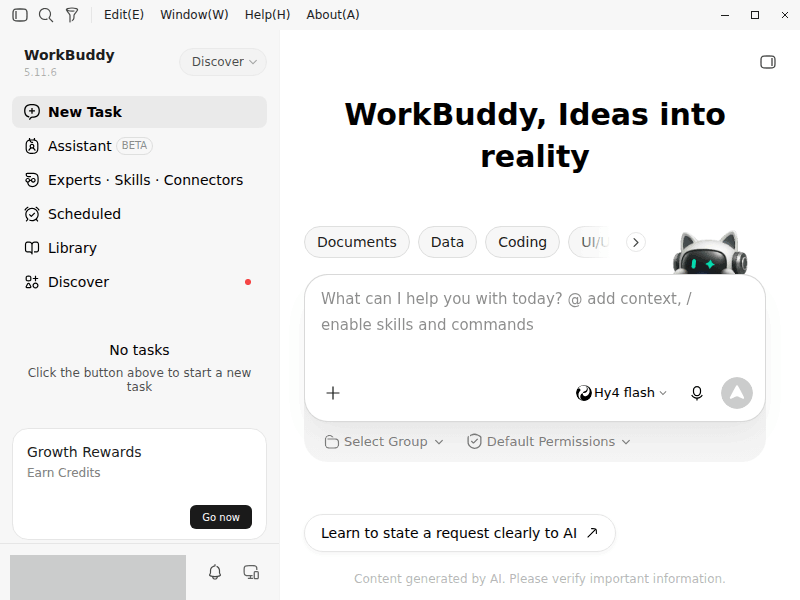 Edit(E) Window(W) Help(H) About(A)
WorkBuddy
5.11.6
Discover
New Task
Assistant BETA
Experts · Skills · Connectors
Scheduled
Library
Discover
No tasks
Click the button above to start a new
task
Growth Rewards
Earn Credits
Go now
WorkBuddy, Ideas into
reality
Documents Data Coding UI/U
What can I help you with today? @ add context, /
enable skills and commands
Hy4 flash
Select Group Default Permissions
Learn to state a request clearly to AI
Content generated by AI. Please verify important information.